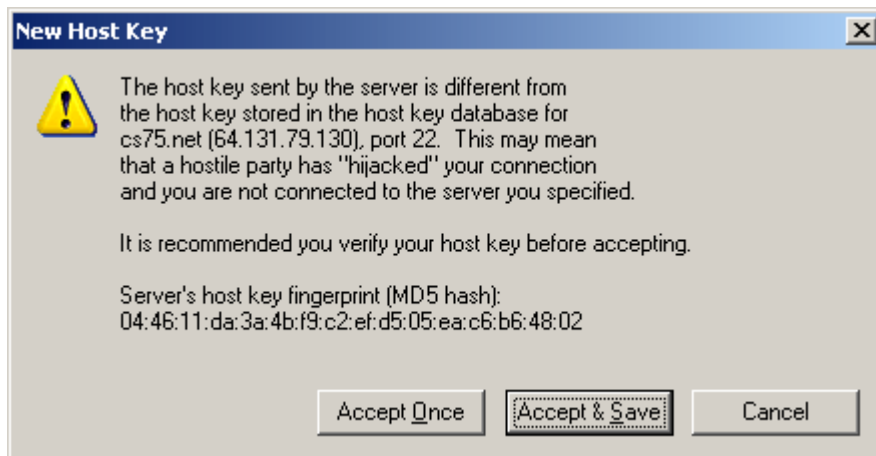 New Host Key
The host key sent by the server is different from
the host key stored in the host key database for
cs75.net (64.131.79.130), port 22.  This may mean
that a hostile party has "hijacked" your connection
and you are not connected to the server you specified.
It is recommended you verify your host key before accepting.
Server's host key fingerprint (MD5 hash):
04:46:11:da:3a:4b:f9:c2:ef:d5:05:ea:c6:b6:48:02
Accept Once Accept & Save Cancel